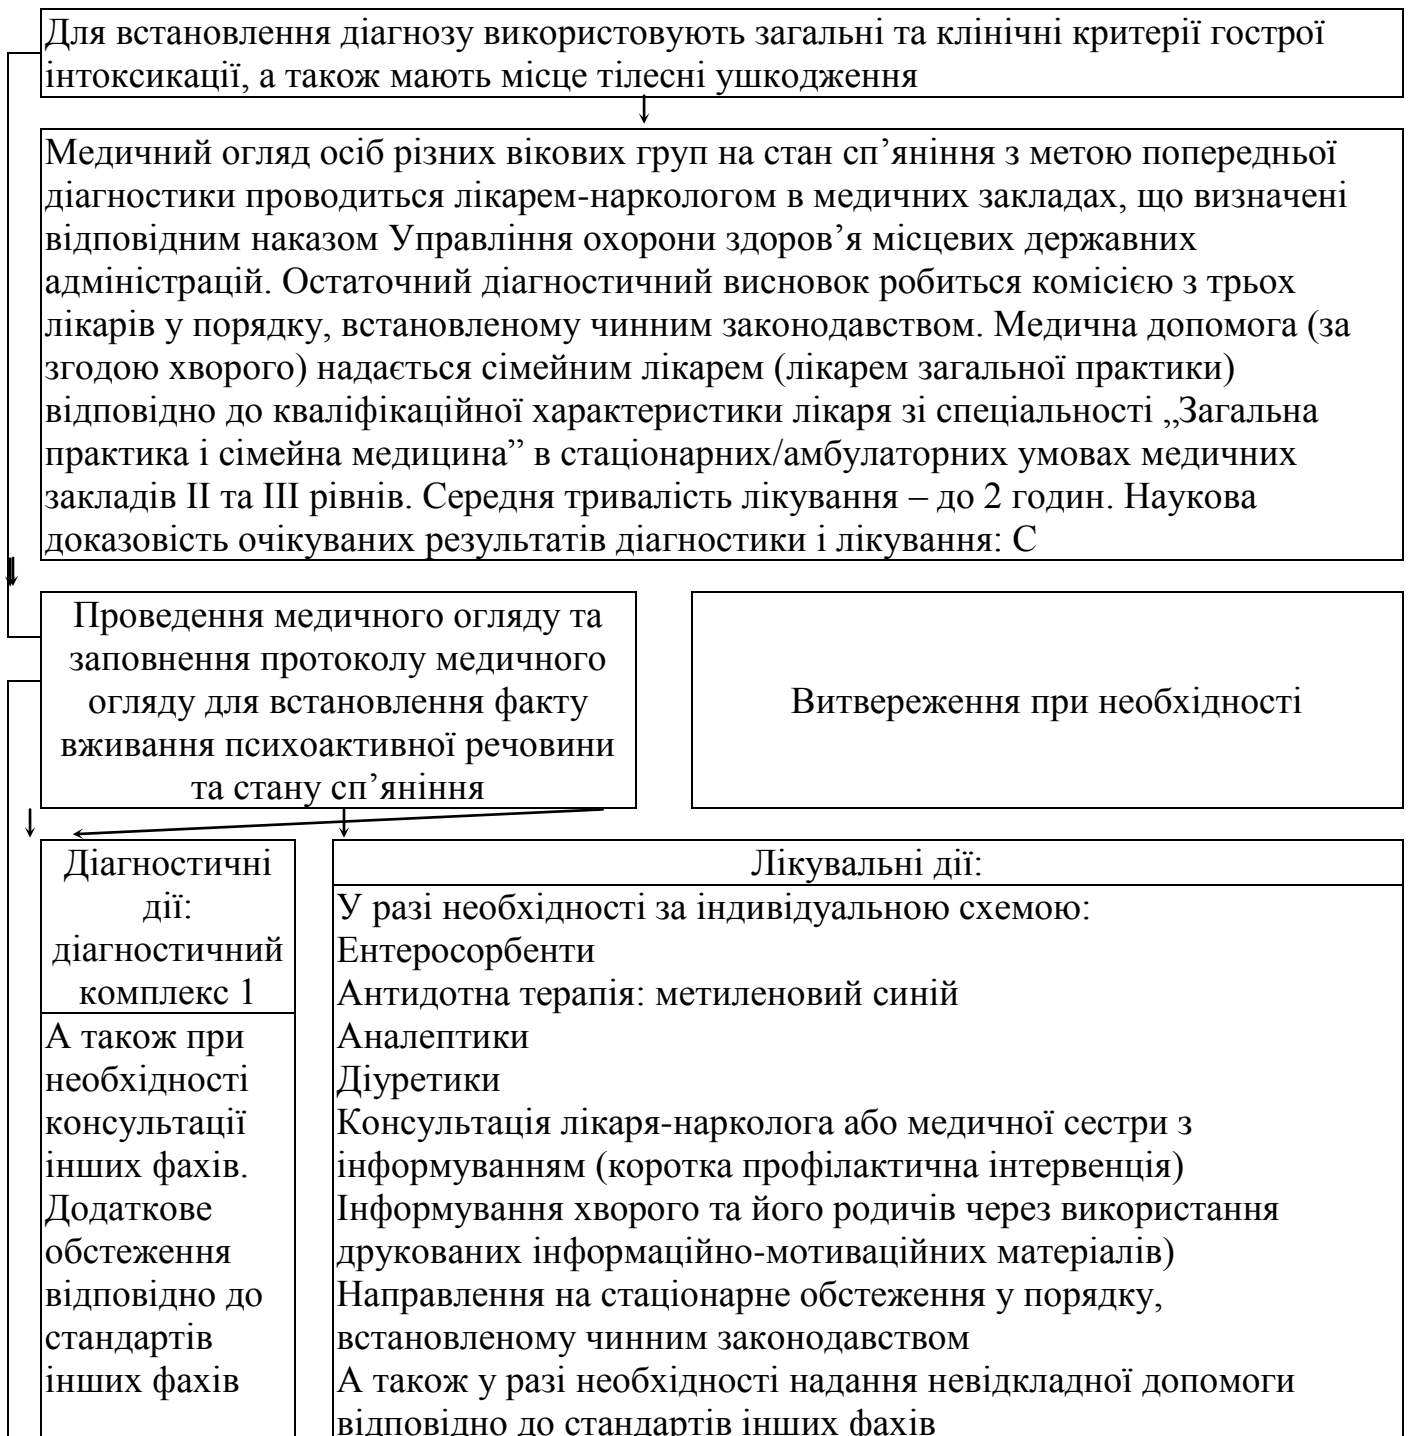 Для встановлення діагнозу використовують загальні та клінічні критерії гострої
інтоксикації, а також мають місце тілесні ушкодження
Медичний огляд осіб різних вікових груп на стан сп’яніння з метою попередньої
діагностики проводиться лікарем-наркологом в медичних закладах, що визначені
відповідним наказом Управління охорони здоров’я місцевих державних
адміністрацій. Остаточний діагностичний висновок робиться комісією з трьох
лікарів у порядку, встановленому чинним законодавством. Медична допомога (за
згодою хворого) надається сімейним лікарем (лікарем загальної практики)
відповідно до кваліфікаційної характеристики лікаря зі спеціальності „Загальна
практика і сімейна медицина” в стаціонарних/амбулаторних умовах медичних
закладів ІІ та ІІІ рівнів. Середня тривалість лікування – до 2 годин. Наукова
доказовість очікуваних результатів діагностики і лікування: С
Проведення медичного огляду та
заповнення протоколу медичного
огляду для встановлення факту
вживання психоактивної речовини
та стану сп’яніння
Витвереження при необхідності
Діагностичні
дії:
діагностичний
комплекс 1
А також при
необхідності
консультації
інших фахів.
Додаткове
обстеження
відповідно до
стандартів
інших фахів
Лікувальні дії:
У разі необхідності за індивідуальною схемою:
Ентеросорбенти
Антидотна терапія: метиленовий синій
Аналептики
Діуретики
Консультація лікаря-нарколога або медичної сестри з
інформуванням (коротка профілактична інтервенція)
Інформування хворого та його родичів через використання
друкованих інформаційно-мотиваційних матеріалів)
Направлення на стаціонарне обстеження у порядку,
встановленому чинним законодавством
А також у разі необхідності надання невідкладної допомоги
відповідно до стандартів інших фахів